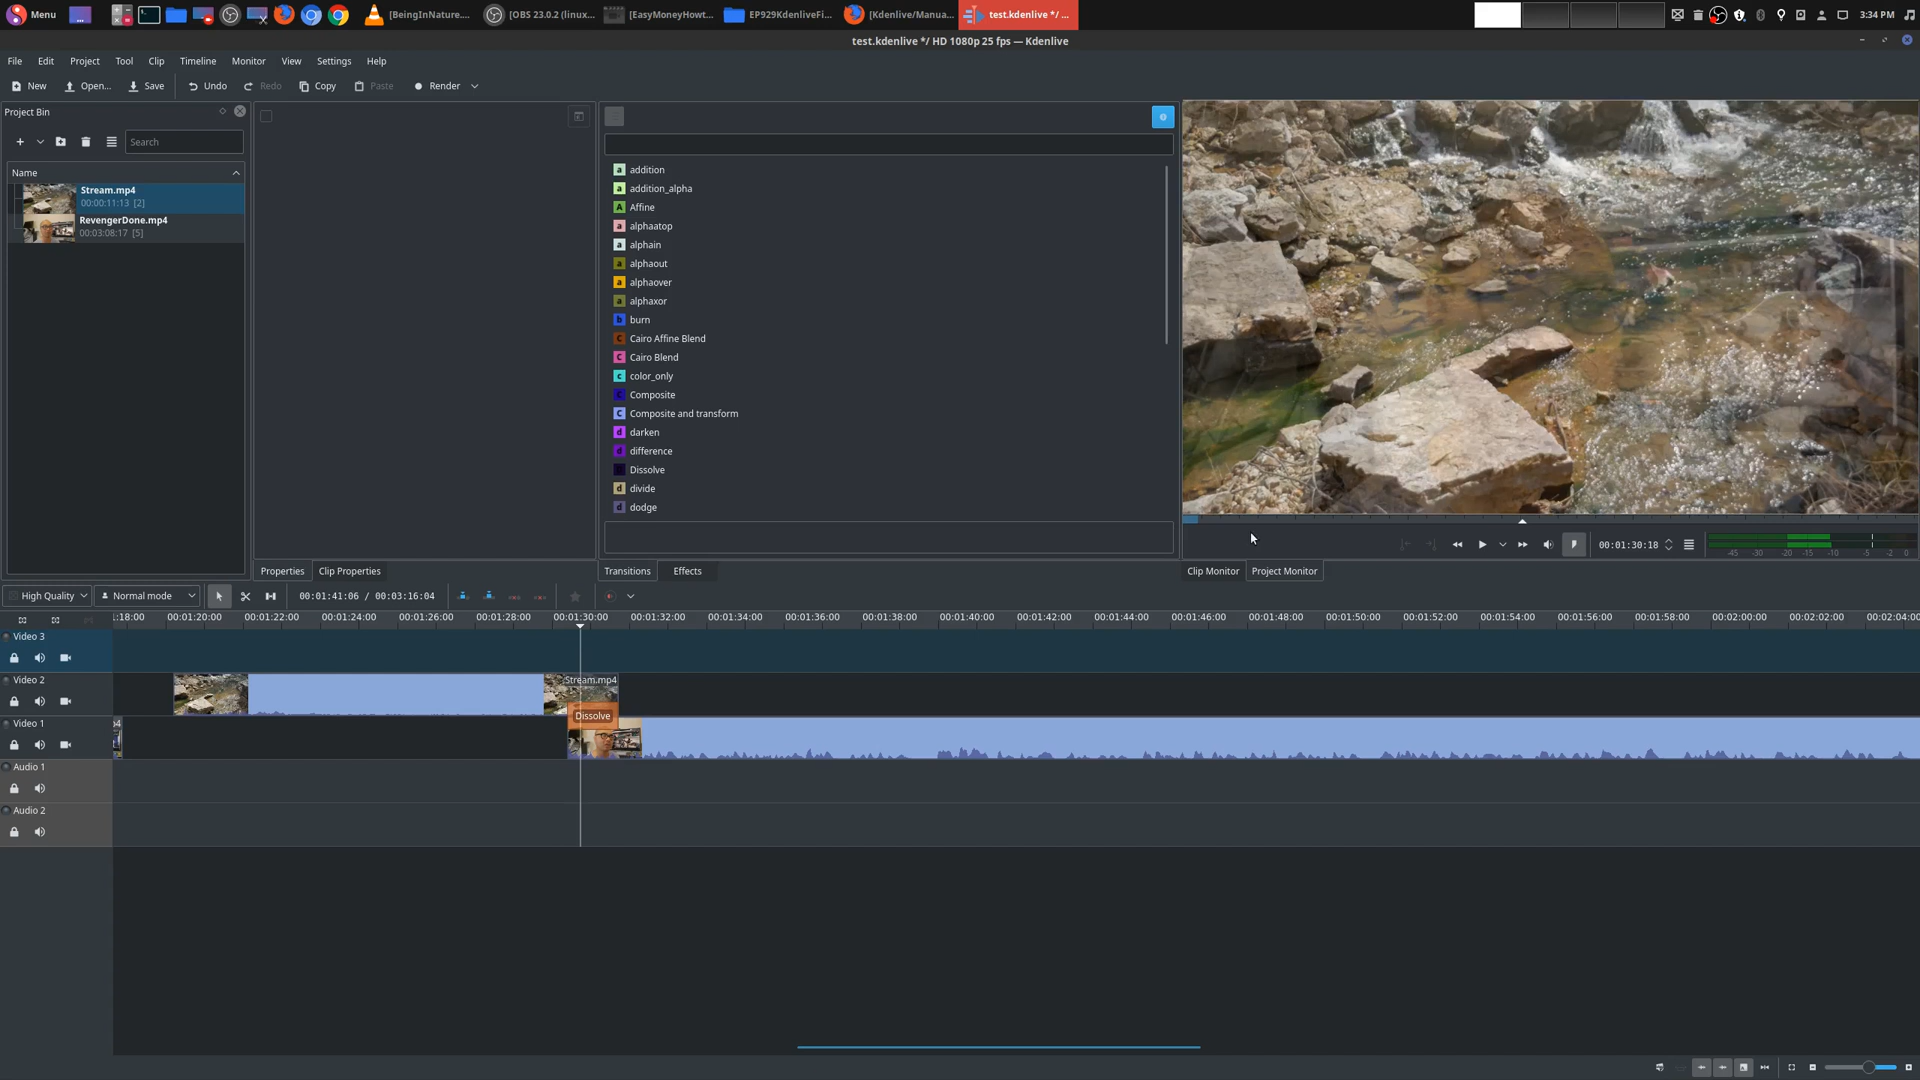 Menu
[BeingInNature...
[OBS 23.0.2 (linux...
[EasyMoneyHowt...
EP929KdenliveFi...
[Kdenlive/Manua...
test.kdenlive */ ...
3:34 PM
test.kdenlive */ HD 1080p 25 fps — Kdenlive
File Edit Project Tool Clip Timeline Monitor View Settings Help
New Open... Save Undo Redo Copy Paste Render
Project Bin
Search
Name
Stream.mp4
00:00:11:13 [2]
RevengerDone.mp4
00:03:08:17 [5]
a addition
a addition_alpha
A Affine
a alphaatop
a alphain
a alphaout
a alphaover
a alphaxor
b burn
C Cairo Affine Blend
C Cairo Blend
c color_only
C Composite
C Composite and transform
d darken
d difference
Dissolve
d divide
d dodge
00:01:30:18
-45 -30 -20 -15 -10 -5 -2 0
Properties Clip Properties
Transitions Effects
Clip Monitor Project Monitor
High Quality Normal mode 00:01:41:06 / 00:03:16:04
1:18:00 00:01:20:00 00:01:22:00 00:01:24:00 00:01:26:00 00:01:28:00 00:01:30:00 00:01:32:00 00:01:34:00 00:01:36:00 00:01:38:00 00:01:40:00 00:01:42:00 00:01:44:00 00:01:46:00 00:01:48:00 00:01:50:00 00:01:52:00 00:01:54:00 00:01:56:00 00:01:58:00 00:02:00:00 00:02:02:00 00:02:04:00
Video 3
Video 2
Stream.mp4
Dissolve
Video 1
Audio 1
Audio 2